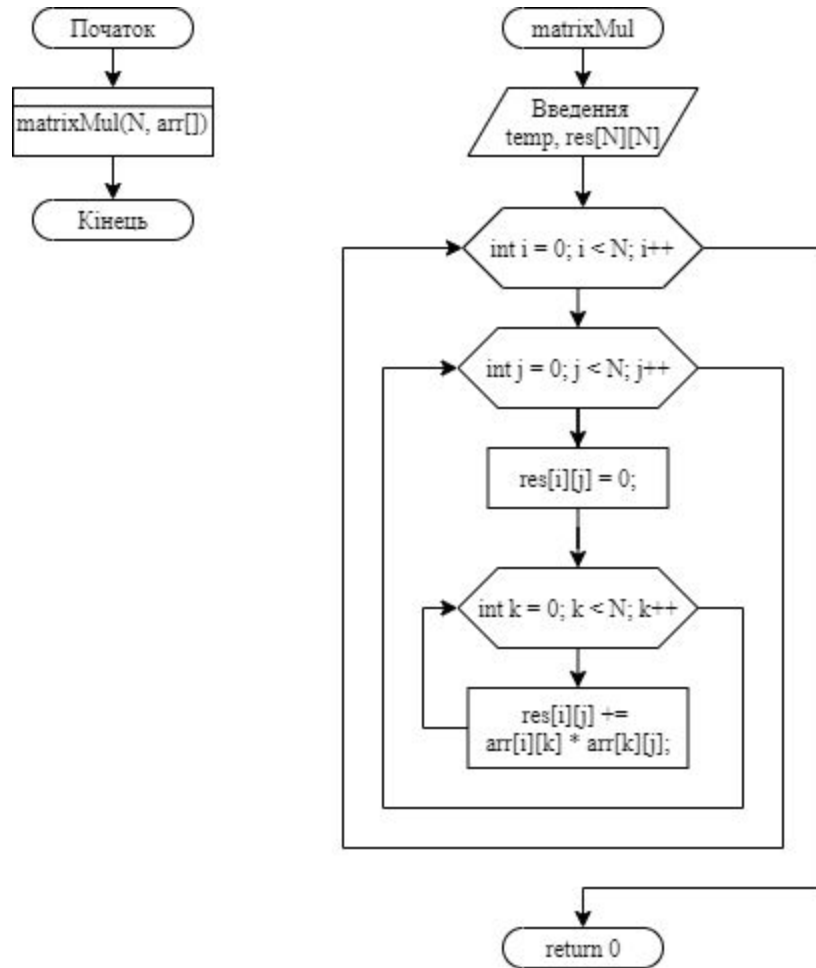 Початок
matrixMul(N, arr[])
Кінець
matrixMul
Введення
temp, res[N][N]
int i = 0; i < N; i++
int j = 0; j < N; j++
res[i][j] = 0;
int k = 0; k < N; k++
res[i][j] +=
arr[i][k] * arr[k][j];
return 0